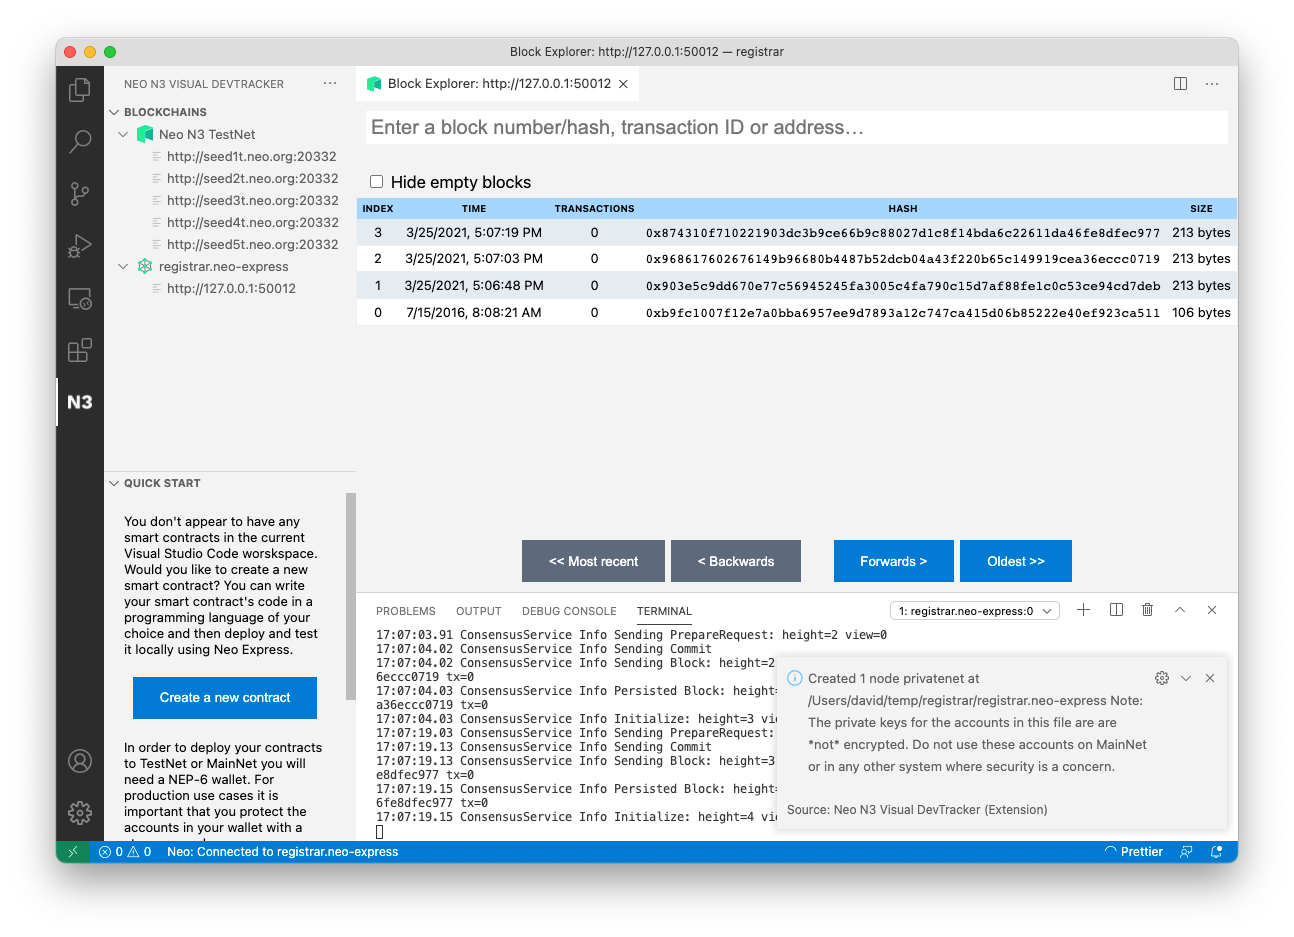 Block Explorer: http://127.0.0.1:50012 — registrar
NEO N3 VISUAL DEVTRACKER
BLOCKCHAINS
Neo N3 TestNet
http://seed1t.neo.org:20332
http://seed2t.neo.org:20332
http://seed3t.neo.org:20332
http://seed4t.neo.org:20332
http://seed5t.neo.org:20332
registrar.neo-express
http://127.0.0.1:50012
N3
QUICK START
You don't appear to have any
smart contracts in the current
Visual Studio Code worskspace.
Would you like to create a new
smart contract? You can write
your smart contract's code in a
programming language of your
choice and then deploy and test
it locally using Neo Express.
Create a new contract
In order to deploy your contracts
to TestNet or MainNet you will
need a NEP-6 wallet. For
production use cases it is
important that you protect the
accounts in your wallet with a
Block Explorer: http://127.0.0.1:50012
Enter a block number/hash, transaction ID or address…
Hide empty blocks
INDEX TIME TRANSACTIONS HASH SIZE
3 3/25/2021, 5:07:19 PM 0 0x874310f710221903dc3b9ce66b9c88027d1c8f14bda6c22611da46fe8dfec977 213 bytes
2 3/25/2021, 5:07:03 PM 0 0x968617602676149b96680b4487b52dcb04a43f220b65c149919cea36eccc0719 213 bytes
1 3/25/2021, 5:06:48 PM 0 0x903e5c9dd670e77c56945245fa3005c4fa790c15d7af88fe1c0c53ce94cd7deb 213 bytes
0 7/15/2016, 8:08:21 AM 0 0xb9fc1007f12e7a0bba6957ee9d7893a12c747ca415d06b85222e40ef923ca511 106 bytes
<< Most recent < Backwards Forwards > Oldest >>
PROBLEMS OUTPUT DEBUG CONSOLE TERMINAL 1: registrar.neo-express:0
17:07:03.91 ConsensusService Info Sending PrepareRequest: height=2 view=0
17:07:04.02 ConsensusService Info Sending Commit
17:07:04.02 ConsensusService Info Sending Block: height=2
6eccc0719 tx=0
17:07:04.03 ConsensusService Info Persisted Block: height=
a36eccc0719 tx=0
17:07:04.03 ConsensusService Info Initialize: height=3 vi
17:07:19.03 ConsensusService Info Sending PrepareRequest:
17:07:19.13 ConsensusService Info Sending Commit
17:07:19.13 ConsensusService Info Sending Block: height=3
e8dfec977 tx=0
17:07:19.15 ConsensusService Info Persisted Block: height=
6fe8dfec977 tx=0
17:07:19.15 ConsensusService Info Initialize: height=4 vi
Created 1 node privatenet at
/Users/david/temp/registrar/registrar.neo-express Note:
The private keys for the accounts in this file are are
*not* encrypted. Do not use these accounts on MainNet
or in any other system where security is a concern.
Source: Neo N3 Visual DevTracker (Extension)
0 0 Neo: Connected to registrar.neo-express Prettier